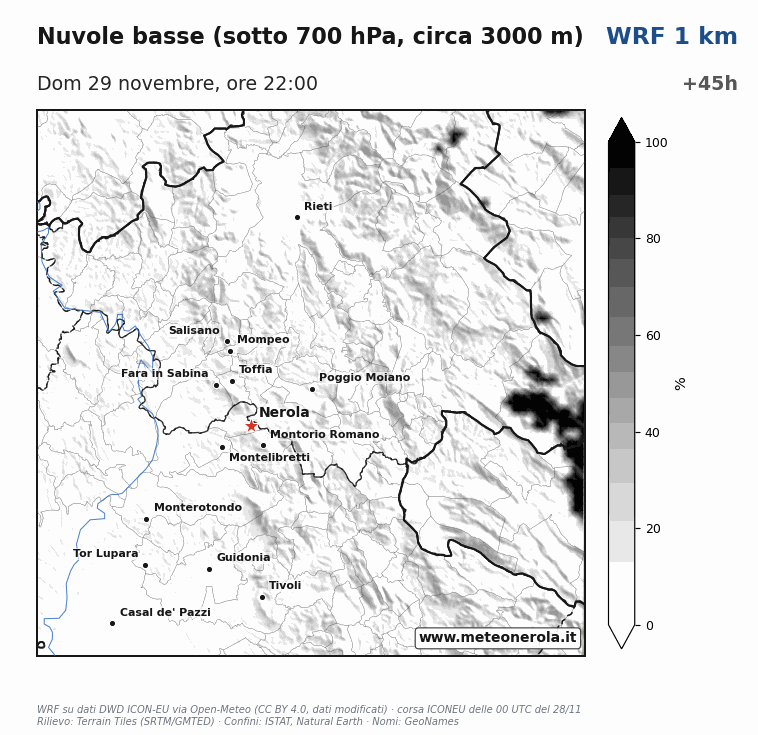 Nuvole basse (sotto 700 hPa, circa 3000 m) WRF 1 km
Dom 29 novembre, ore 22:00 +45h
100
Rieti
80
60
Salisano
Mompeo
Toffia
Fara in Sabina
Poggio Moiano
%
Nerola
40
Montorio Romano
Montelibretti
Monterotondo
20
Tor Lupara
Guidonia
Tivoli
Casal de' Pazzi
0
www.meteonerola.it
WRF su dati DWD ICON-EU via Open-Meteo (CC BY 4.0, dati modificati) · corsa ICONEU delle 00 UTC del 28/11
Rilievo: Terrain Tiles (SRTM/GMTED) · Confini: ISTAT, Natural Earth · Nomi: GeoNames